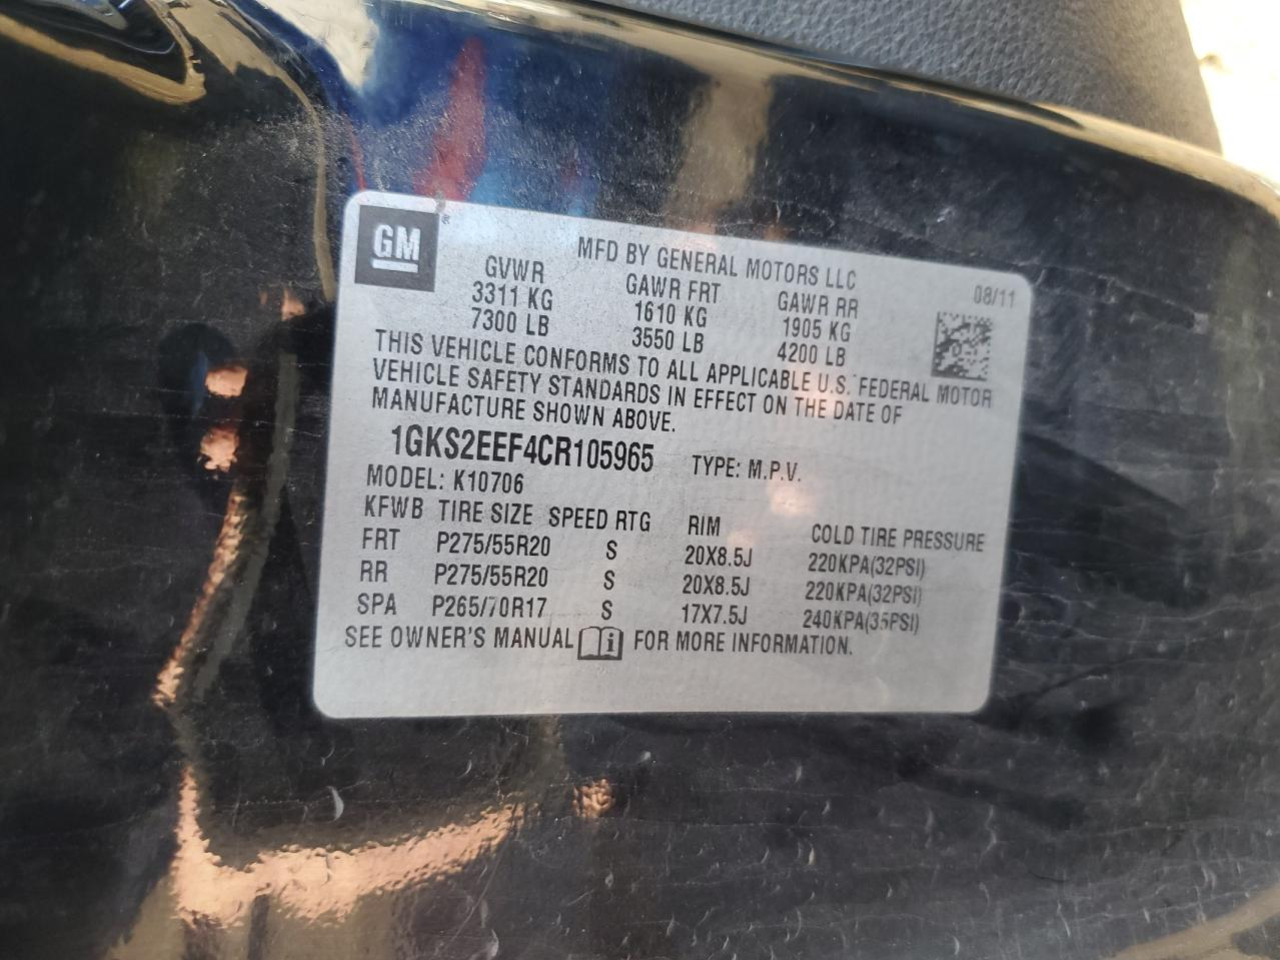 GM ®
MFD BY GENERAL MOTORS LLC
08/11
GVWR GAWR FRT GAWR RR
3311 KG 1610 KG 1905 KG
7300 LB 3550 LB 4200 LB
THIS VEHICLE CONFORMS TO ALL APPLICABLE U.S. FEDERAL MOTOR
VEHICLE SAFETY STANDARDS IN EFFECT ON THE DATE OF
MANUFACTURE SHOWN ABOVE.
1GKS2EEF4CR105965 TYPE: M.P.V.
MODEL: K10706
KFWB TIRE SIZE SPEED RTG RIM COLD TIRE PRESSURE
FRT P275/55R20 S 20X8.5J 220KPA(32PSI)
RR P275/55R20 S 20X8.5J 220KPA(32PSI)
SPA P265/70R17 S 17X7.5J 240KPA(35PSI)
SEE OWNER'S MANUAL i FOR MORE INFORMATION.